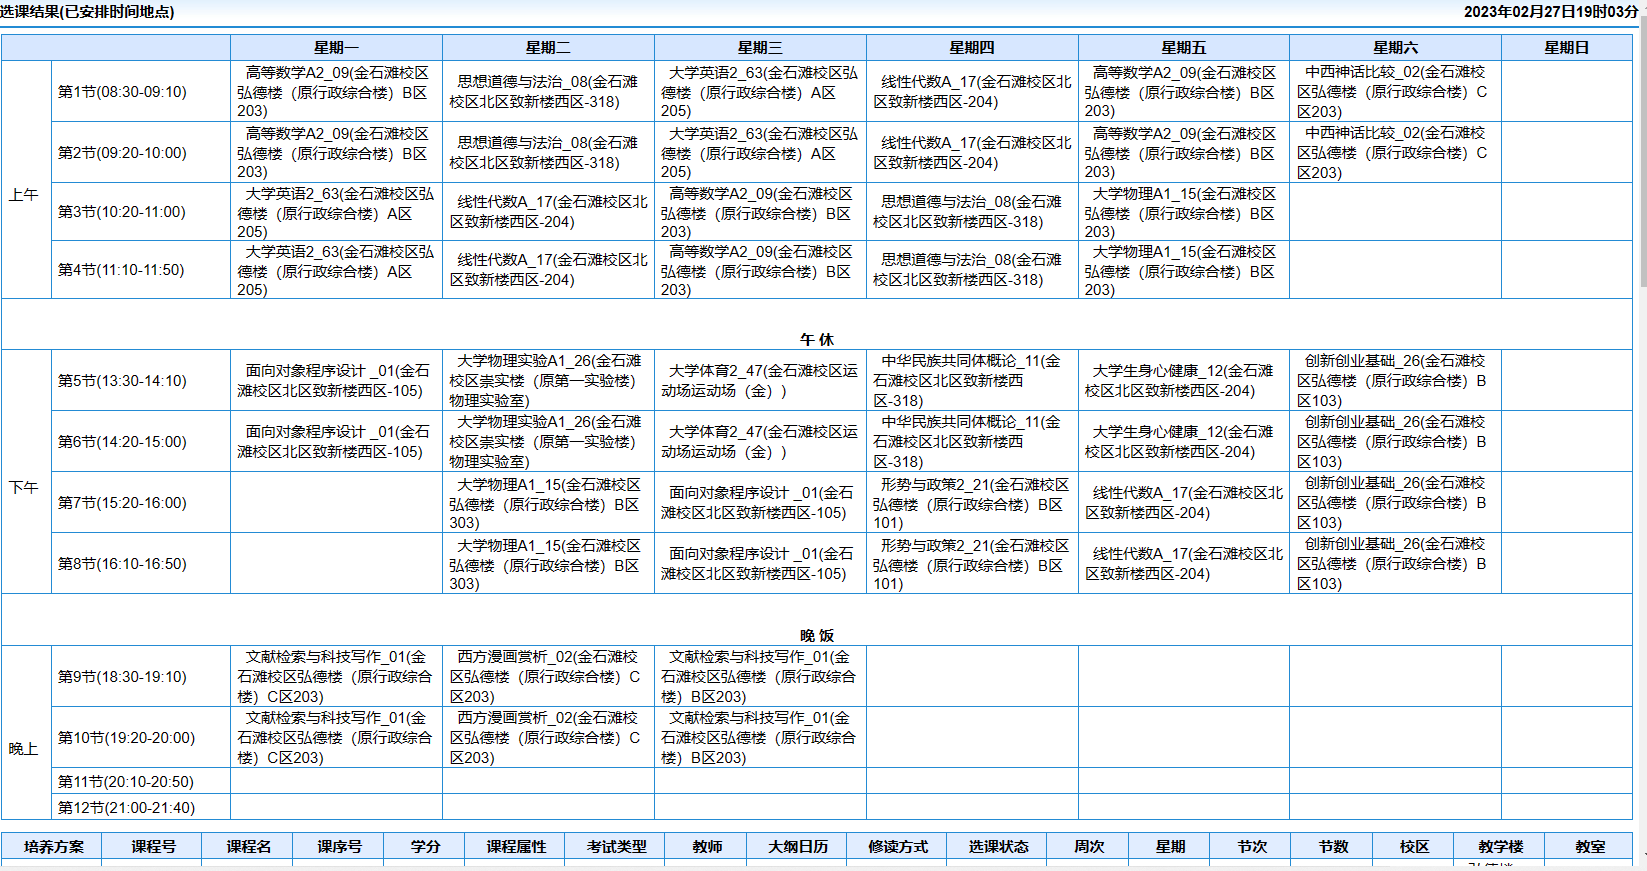 选课结果(已安排时间地点) 2023年02月27日19时03分
星期一 星期二 星期三 星期四 星期五 星期六 星期日
上午
第1节(08:30-09:10)
高等数学A2_09(金石滩校区
弘德楼（原行政综合楼）B区
203)
思想道德与法治_08(金石滩
校区北区致新楼西区-318)
大学英语2_63(金石滩校区弘
德楼（原行政综合楼）A区
205)
线性代数A_17(金石滩校区北
区致新楼西区-204)
高等数学A2_09(金石滩校区
弘德楼（原行政综合楼）B区
203)
中西神话比较_02(金石滩校
区弘德楼（原行政综合楼）C
区203)
第2节(09:20-10:00)
高等数学A2_09(金石滩校区
弘德楼（原行政综合楼）B区
203)
思想道德与法治_08(金石滩
校区北区致新楼西区-318)
大学英语2_63(金石滩校区弘
德楼（原行政综合楼）A区
205)
线性代数A_17(金石滩校区北
区致新楼西区-204)
高等数学A2_09(金石滩校区
弘德楼（原行政综合楼）B区
203)
中西神话比较_02(金石滩校
区弘德楼（原行政综合楼）C
区203)
第3节(10:20-11:00)
大学英语2_63(金石滩校区弘
德楼（原行政综合楼）A区
205)
线性代数A_17(金石滩校区北
区致新楼西区-204)
高等数学A2_09(金石滩校区
弘德楼（原行政综合楼）B区
203)
思想道德与法治_08(金石滩
校区北区致新楼西区-318)
大学物理A1_15(金石滩校区
弘德楼（原行政综合楼）B区
203)
第4节(11:10-11:50)
大学英语2_63(金石滩校区弘
德楼（原行政综合楼）A区
205)
线性代数A_17(金石滩校区北
区致新楼西区-204)
高等数学A2_09(金石滩校区
弘德楼（原行政综合楼）B区
203)
思想道德与法治_08(金石滩
校区北区致新楼西区-318)
大学物理A1_15(金石滩校区
弘德楼（原行政综合楼）B区
203)
午 休
下午
第5节(13:30-14:10)
面向对象程序设计 _01(金石
滩校区北区致新楼西区-105)
大学物理实验A1_26(金石滩
校区崇实楼（原第一实验楼）
物理实验室)
大学体育2_47(金石滩校区运
动场运动场（金）)
中华民族共同体概论_11(金
石滩校区北区致新楼西
区-318)
大学生身心健康_12(金石滩
校区北区致新楼西区-204)
创新创业基础_26(金石滩校
区弘德楼（原行政综合楼）B
区103)
第6节(14:20-15:00)
面向对象程序设计 _01(金石
滩校区北区致新楼西区-105)
大学物理实验A1_26(金石滩
校区崇实楼（原第一实验楼）
物理实验室)
大学体育2_47(金石滩校区运
动场运动场（金）)
中华民族共同体概论_11(金
石滩校区北区致新楼西
区-318)
大学生身心健康_12(金石滩
校区北区致新楼西区-204)
创新创业基础_26(金石滩校
区弘德楼（原行政综合楼）B
区103)
第7节(15:20-16:00)
大学物理A1_15(金石滩校区
弘德楼（原行政综合楼）B区
303)
面向对象程序设计 _01(金石
滩校区北区致新楼西区-105)
形势与政策2_21(金石滩校区
弘德楼（原行政综合楼）B区
101)
线性代数A_17(金石滩校区北
区致新楼西区-204)
创新创业基础_26(金石滩校
区弘德楼（原行政综合楼）B
区103)
第8节(16:10-16:50)
大学物理A1_15(金石滩校区
弘德楼（原行政综合楼）B区
303)
面向对象程序设计 _01(金石
滩校区北区致新楼西区-105)
形势与政策2_21(金石滩校区
弘德楼（原行政综合楼）B区
101)
线性代数A_17(金石滩校区北
区致新楼西区-204)
创新创业基础_26(金石滩校
区弘德楼（原行政综合楼）B
区103)
晚 饭
晚上
第9节(18:30-19:10)
文献检索与科技写作_01(金
石滩校区弘德楼（原行政综合
楼）C区203)
西方漫画赏析_02(金石滩校
区弘德楼（原行政综合楼）C
区203)
文献检索与科技写作_01(金
石滩校区弘德楼（原行政综合
楼）B区203)
第10节(19:20-20:00)
文献检索与科技写作_01(金
石滩校区弘德楼（原行政综合
楼）C区203)
西方漫画赏析_02(金石滩校
区弘德楼（原行政综合楼）C
区203)
文献检索与科技写作_01(金
石滩校区弘德楼（原行政综合
楼）B区203)
第11节(20:10-20:50)
第12节(21:00-21:40)
培养方案 课程号 课程名 课序号 学分 课程属性 考试类型 教师 大纲日历 修读方式 选课状态 周次 星期 节次 节数 校区 教学楼 教室